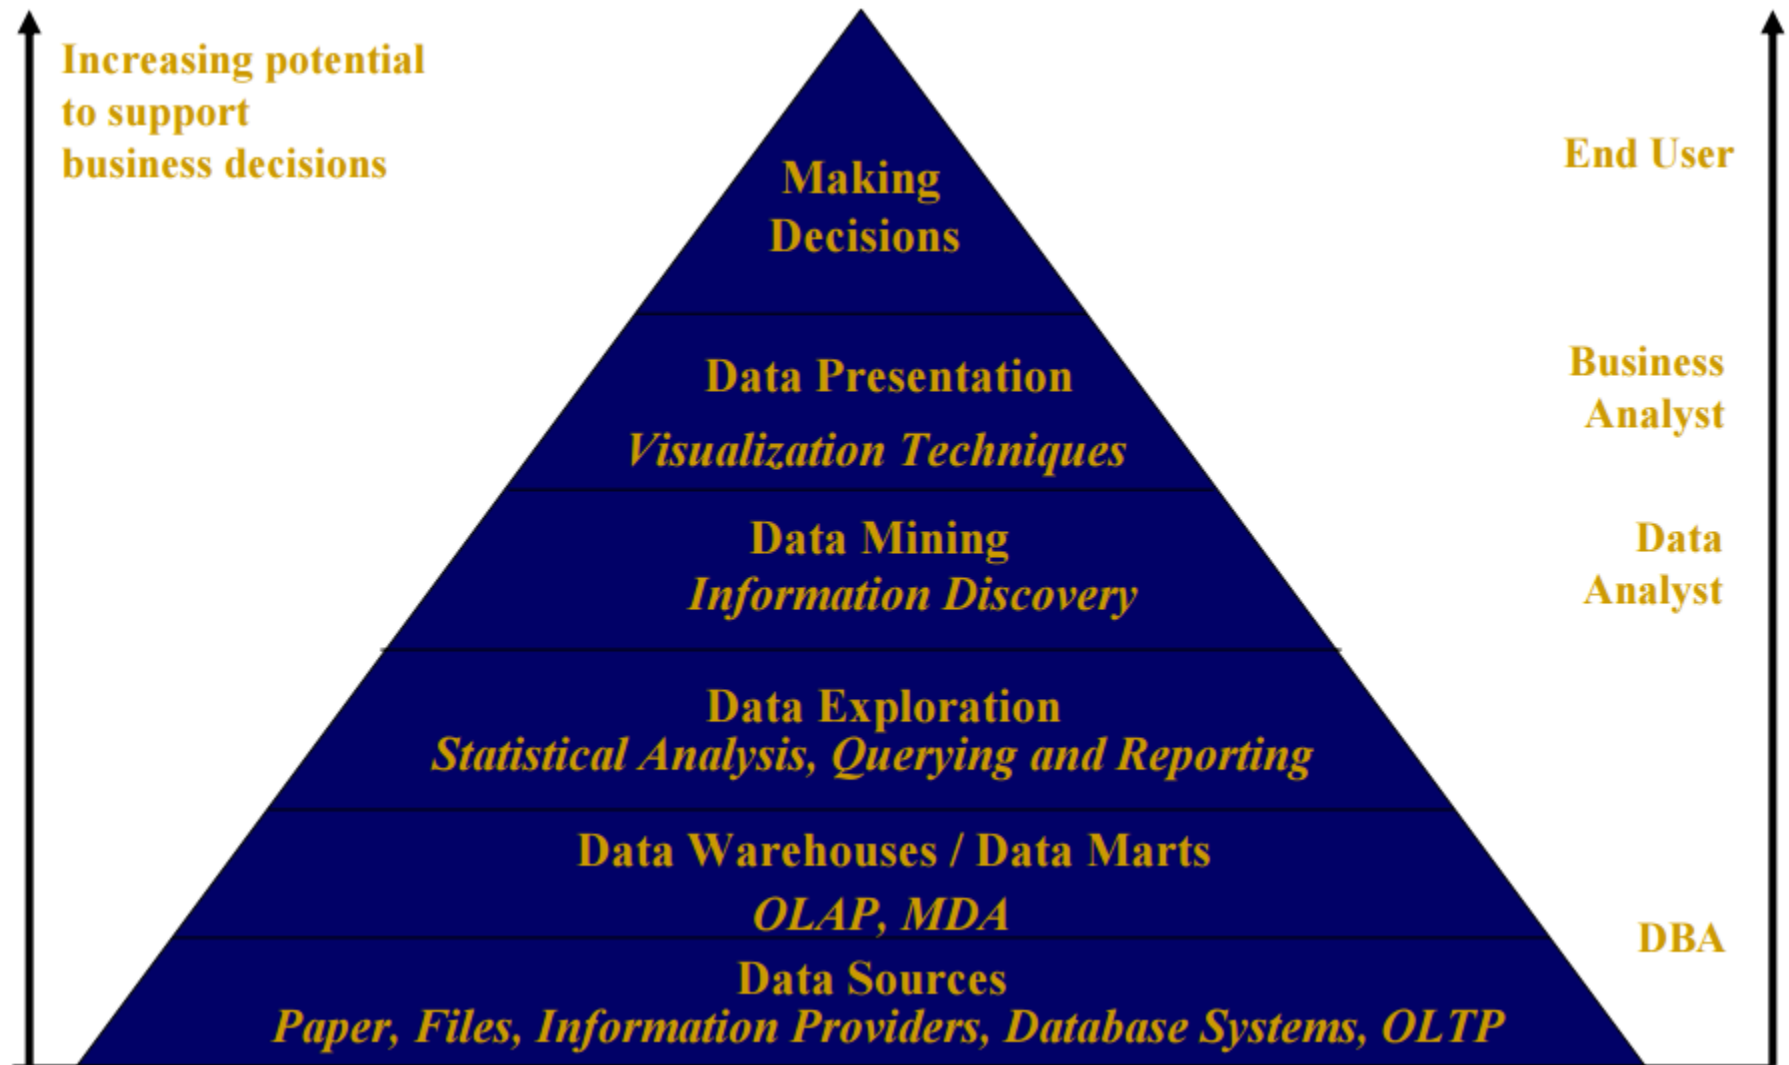 Increasing potential
to support
business decisions
End User
Making
Decisions
Business
Analyst
Data Presentation
Visualization Techniques
Data
Analyst
Data Mining
Information Discovery
Data Exploration
Statistical Analysis, Querying and Reporting
Data Warehouses / Data Marts
OLAP, MDA
DBA
Data Sources
Paper, Files, Information Providers, Database Systems, OLTP